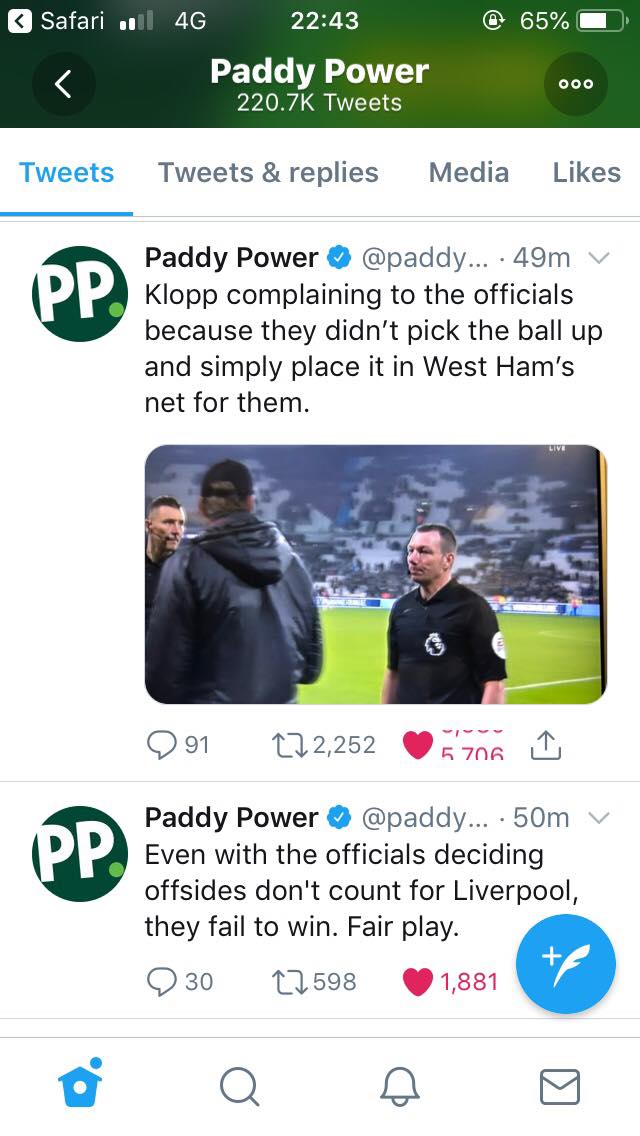 Safari 4G 22:43 65%
Paddy Power
220.7K Tweets
Tweets Tweets & replies Media Likes
PP.
Paddy Power @paddy... · 49m
Klopp complaining to the officials
because they didn’t pick the ball up
and simply place it in West Ham’s
net for them.
LIVE
91 2,252 5,706
PP.
Paddy Power @paddy... · 50m
Even with the officials deciding
offsides don't count for Liverpool,
they fail to win. Fair play.
30 598 1,881